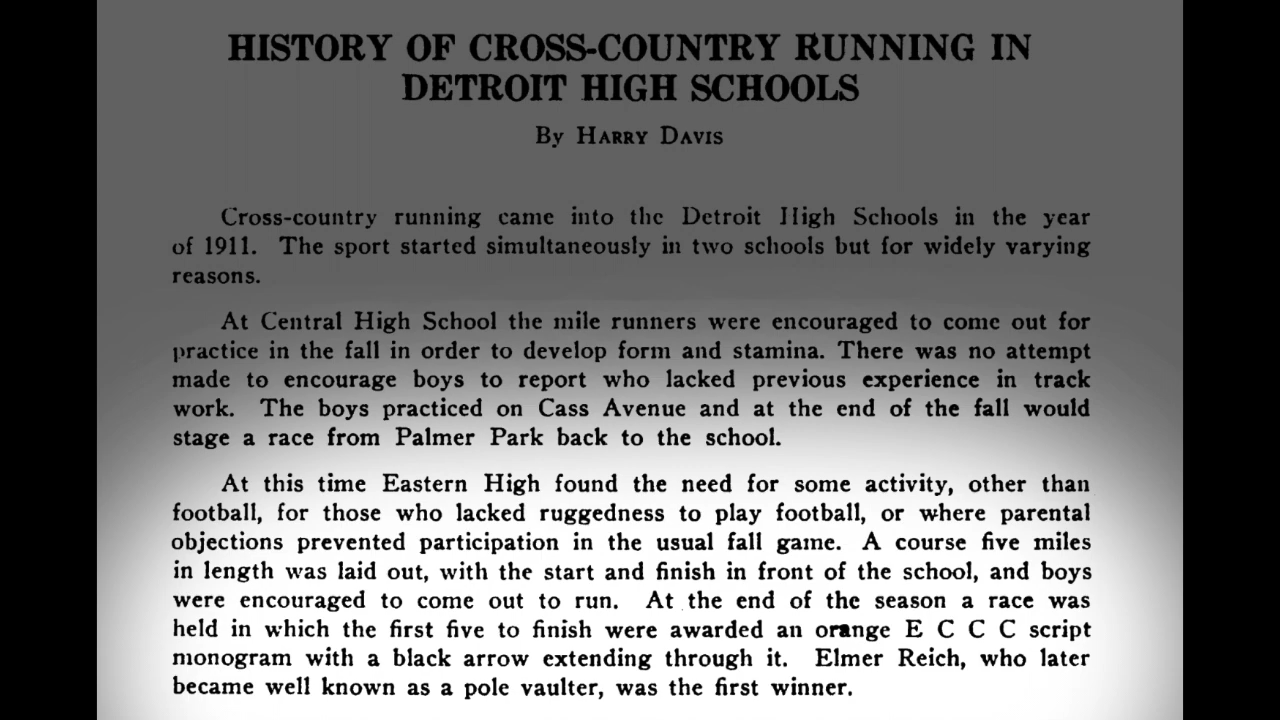 HISTORY OF CROSS-COUNTRY RUNNING IN
DETROIT HIGH SCHOOLS
By HARRY DAVIS
Cross-country running came into the Detroit High Schools in the year
of 1911. The sport started simultaneously in two schools but for widely varying
reasons.
At Central High School the mile runners were encouraged to come out for
practice in the fall in order to develop form and stamina. There was no attempt
made to encourage boys to report who lacked previous experience in track
work. The boys practiced on Cass Avenue and at the end of the fall would
stage a race from Palmer Park back to the school.
At this time Eastern High found the need for some activity, other than
football, for those who lacked ruggedness to play football, or where parental
objections prevented participation in the usual fall game. A course five miles
in length was laid out, with the start and finish in front of the school, and boys
were encouraged to come out to run. At the end of the season a race was
held in which the first five to finish were awarded an orange E C C C script
monogram with a black arrow extending through it. Elmer Reich, who later
became well known as a pole vaulter, was the first winner.